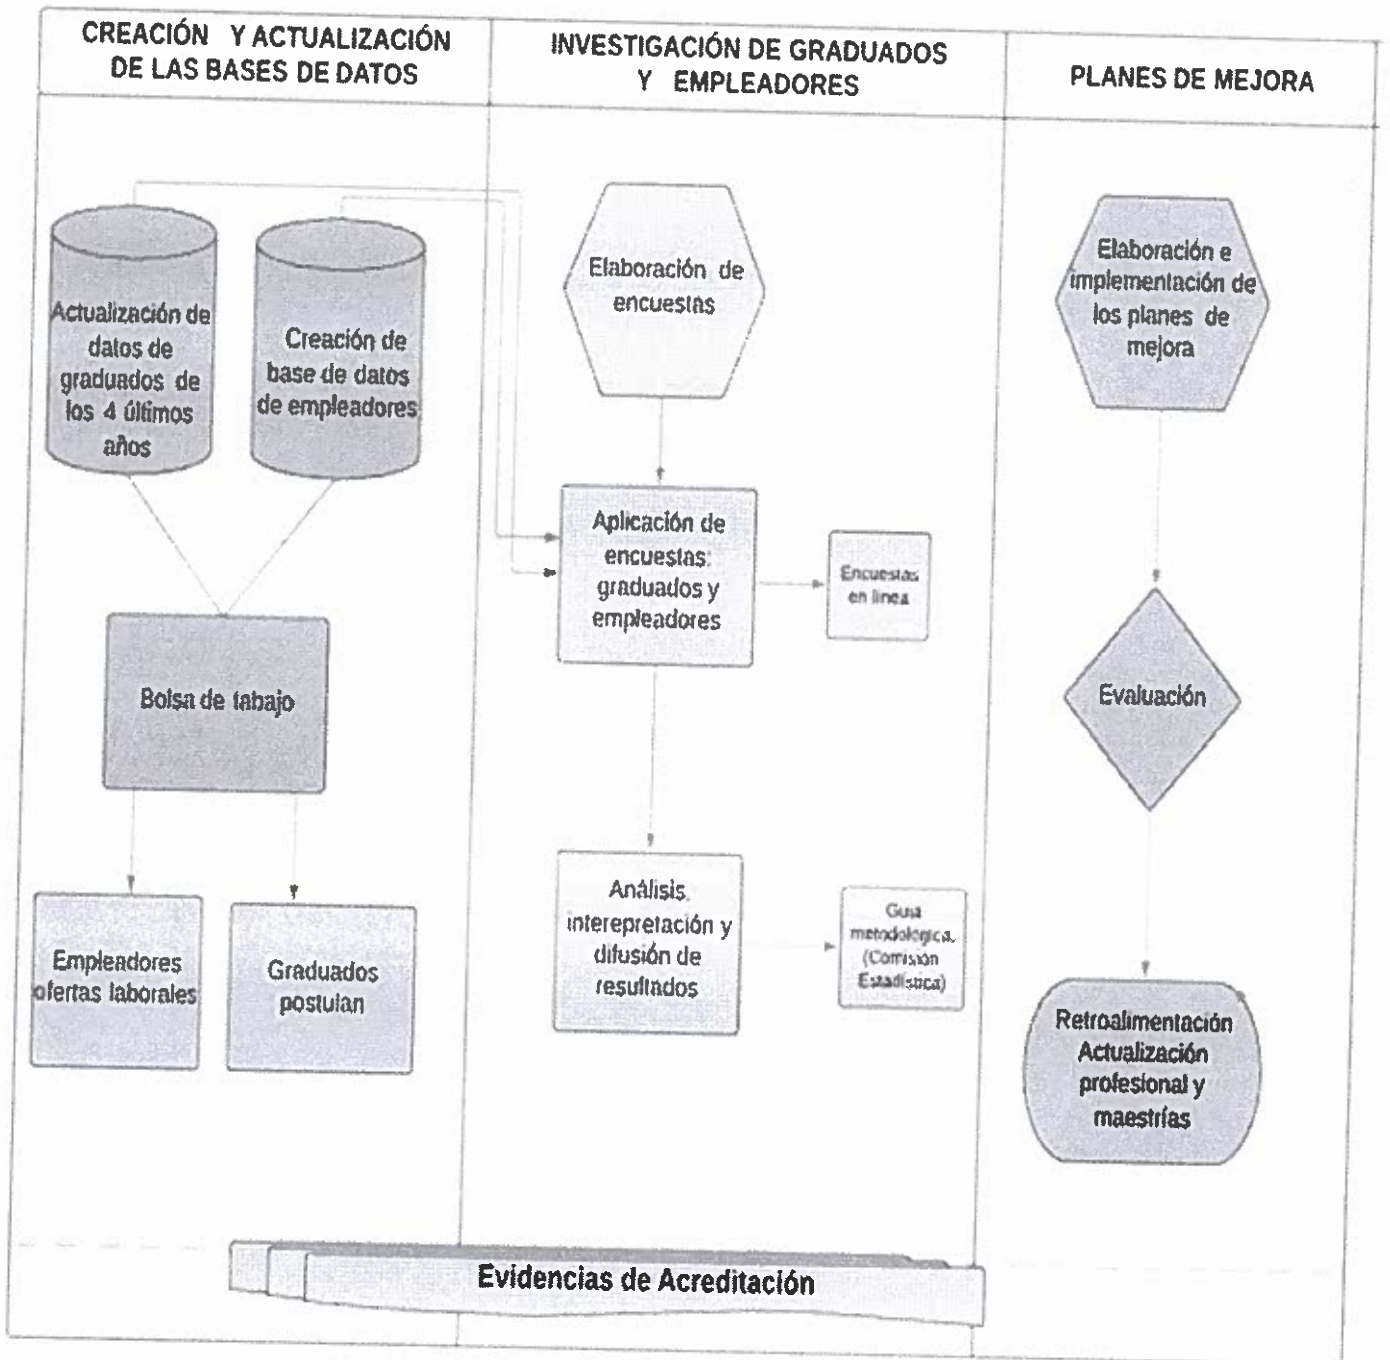 CREACIÓN Y ACTUALIZACIÓN
DE LAS BASES DE DATOS
INVESTIGACIÓN DE GRADUADOS
Y EMPLEADORES
PLANES DE MEJORA
Actualización de
datos de
graduados de
los 4 últimos
años
Creación de
base de datos
de empleadores
Bolsa de tabajo
Empleadores
ofertas laborales
Graduados
postulan
Elaboración de
encuestas
Aplicación de
encuestas:
graduados y
empleadores
Encuestas
en linea
Análisis,
interepretación y
difusión de
resultados
Guia
metodologica.
(Comisión
Estadística)
Elaboración e
implementación de
los planes de
mejora
Evaluación
Retroalimentación
Actualización
profesional y
maestrías
Evidencias de Acreditación